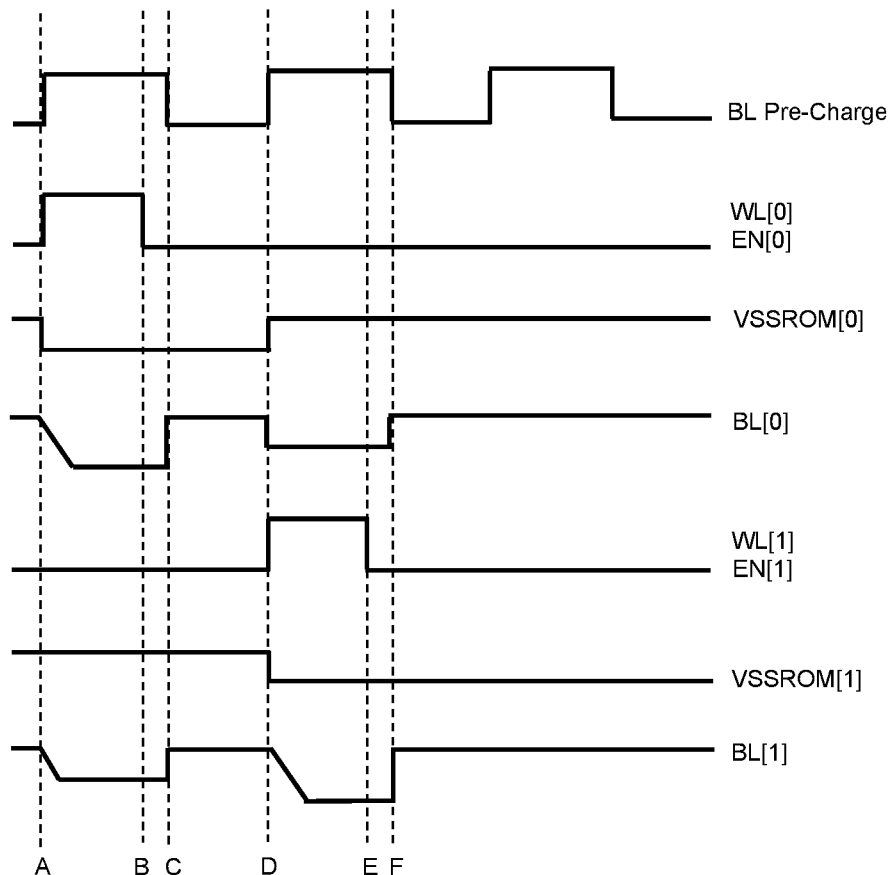 BL Pre-Charge
WL[0]
EN[0]
VSSROM[0]
BL[0]
WL[1]
EN[1]
VSSROM[1]
BL[1]
A B C D E F